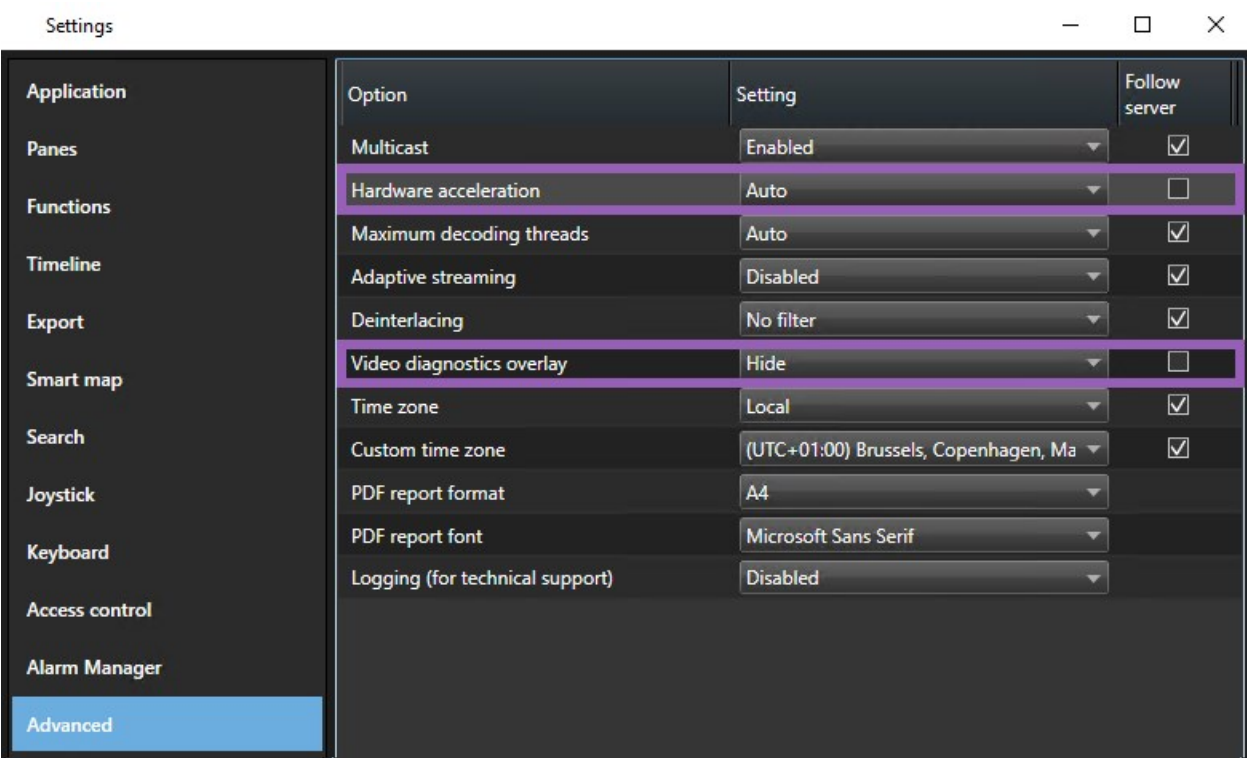 Settings
Application
Panes
Functions
Timeline
Export
Smart map
Search
Joystick
Keyboard
Access control
Alarm Manager
Advanced
Option Setting Follow server
Multicast Enabled
Hardware acceleration Auto
Maximum decoding threads Auto
Adaptive streaming Disabled
Deinterlacing No filter
Video diagnostics overlay Hide
Time zone Local
Custom time zone (UTC+01:00) Brussels, Copenhagen, Ma
PDF report format A4
PDF report font Microsoft Sans Serif
Logging (for technical support) Disabled